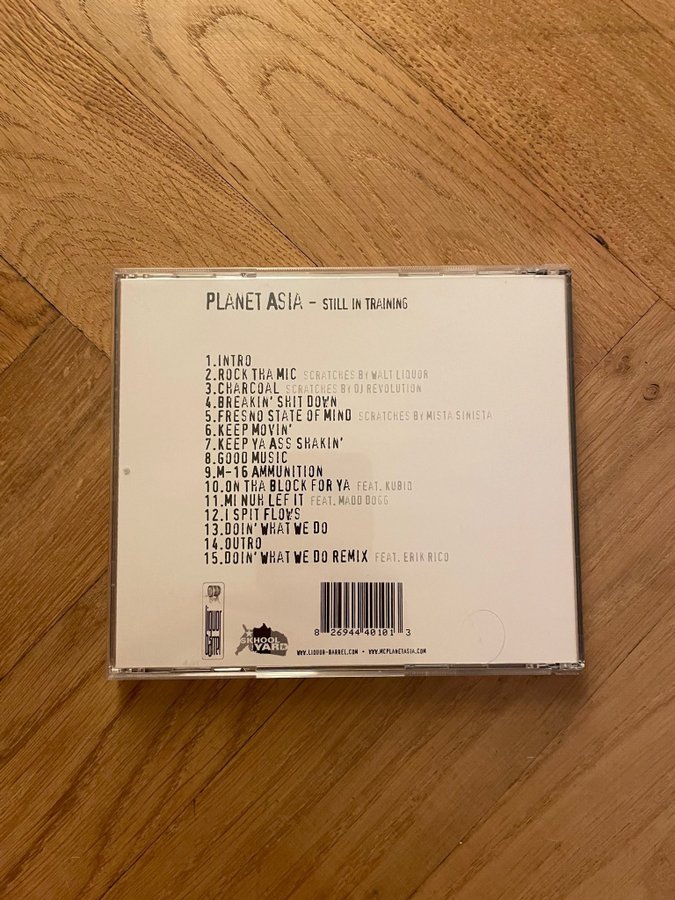 PLANET ASIA - STILL IN TRAINING
1.INTRO
2.ROCK THA MIC SCRATCHES BY WALT LIQUOR
3.CHARCOAL SCRATCHES BY DJ REVOLUTION
4.BREAKIN' SHIT DOWN
5.FRESNO STATE OF MIND SCRATCHES BY MISTA SINISTA
6.KEEP MOVIN'
7.KEEP YA ASS SHAKIN'
8.GOOD MUSIC
9.M-16 AMMUNITION
10.ON THA BLOCK FOR YA FEAT. KUBIQ
11.MI NUH LEF IT FEAT. MADD DOGG
12.I SPIT FLOWS
13.DOIN' WHAT WE DO
14.OUTRO
15.DOIN' WHAT WE DO REMIX FEAT. ERIK RICO
liquor barrel
SKHOOL YARD
8 26944 40101 3
WWW.LIQUOR-BARREL.COM • WWW.MCPLANETASIA.COM